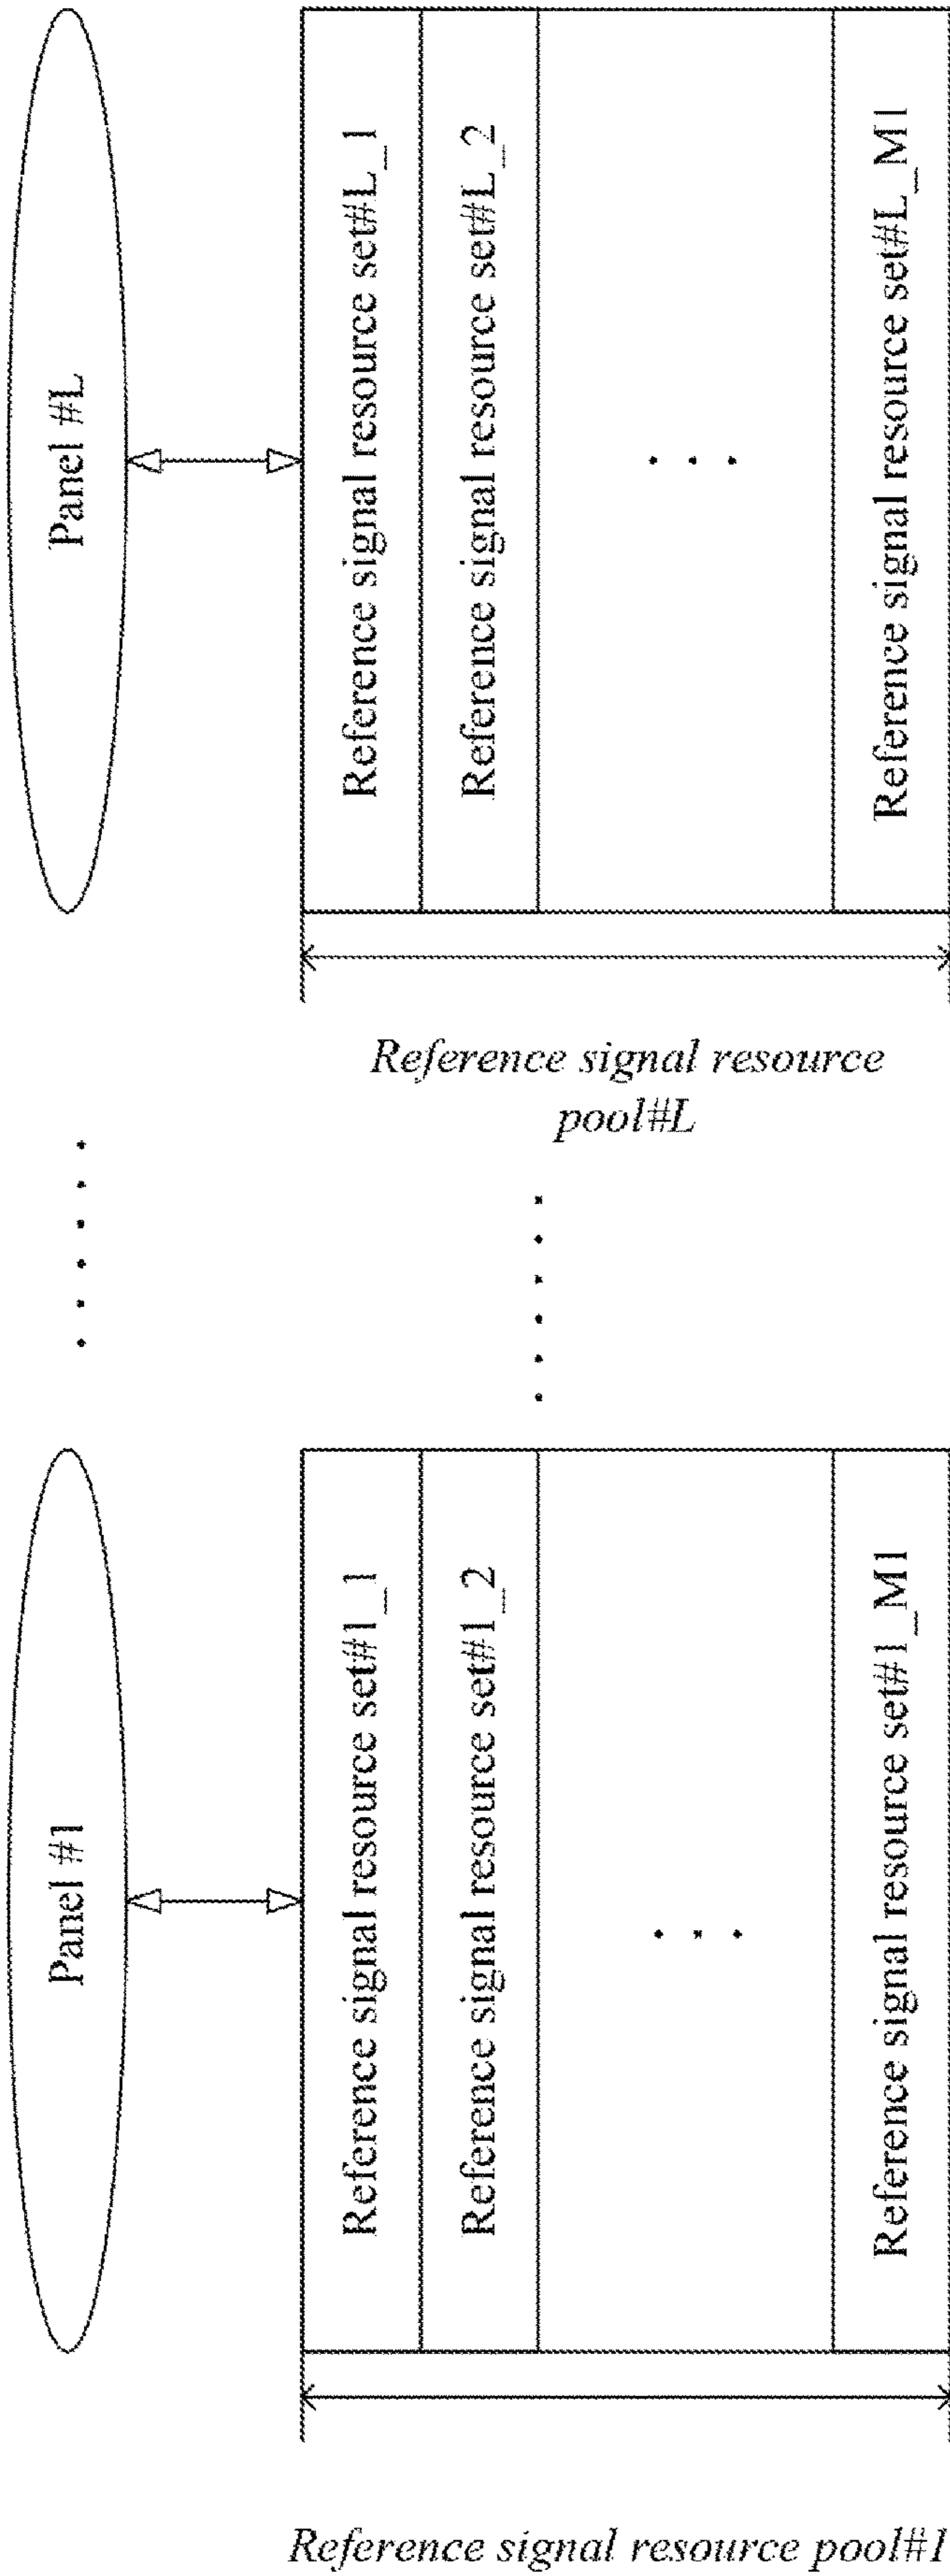 Panel #1
Reference signal resource set#1_1
Reference signal resource set#1_2
Reference signal resource set#1_M1
Reference signal resource pool#1
Panel #L
Reference signal resource set#L_1
Reference signal resource set#L_2
Reference signal resource set#L_M1
Reference signal resource
pool#L